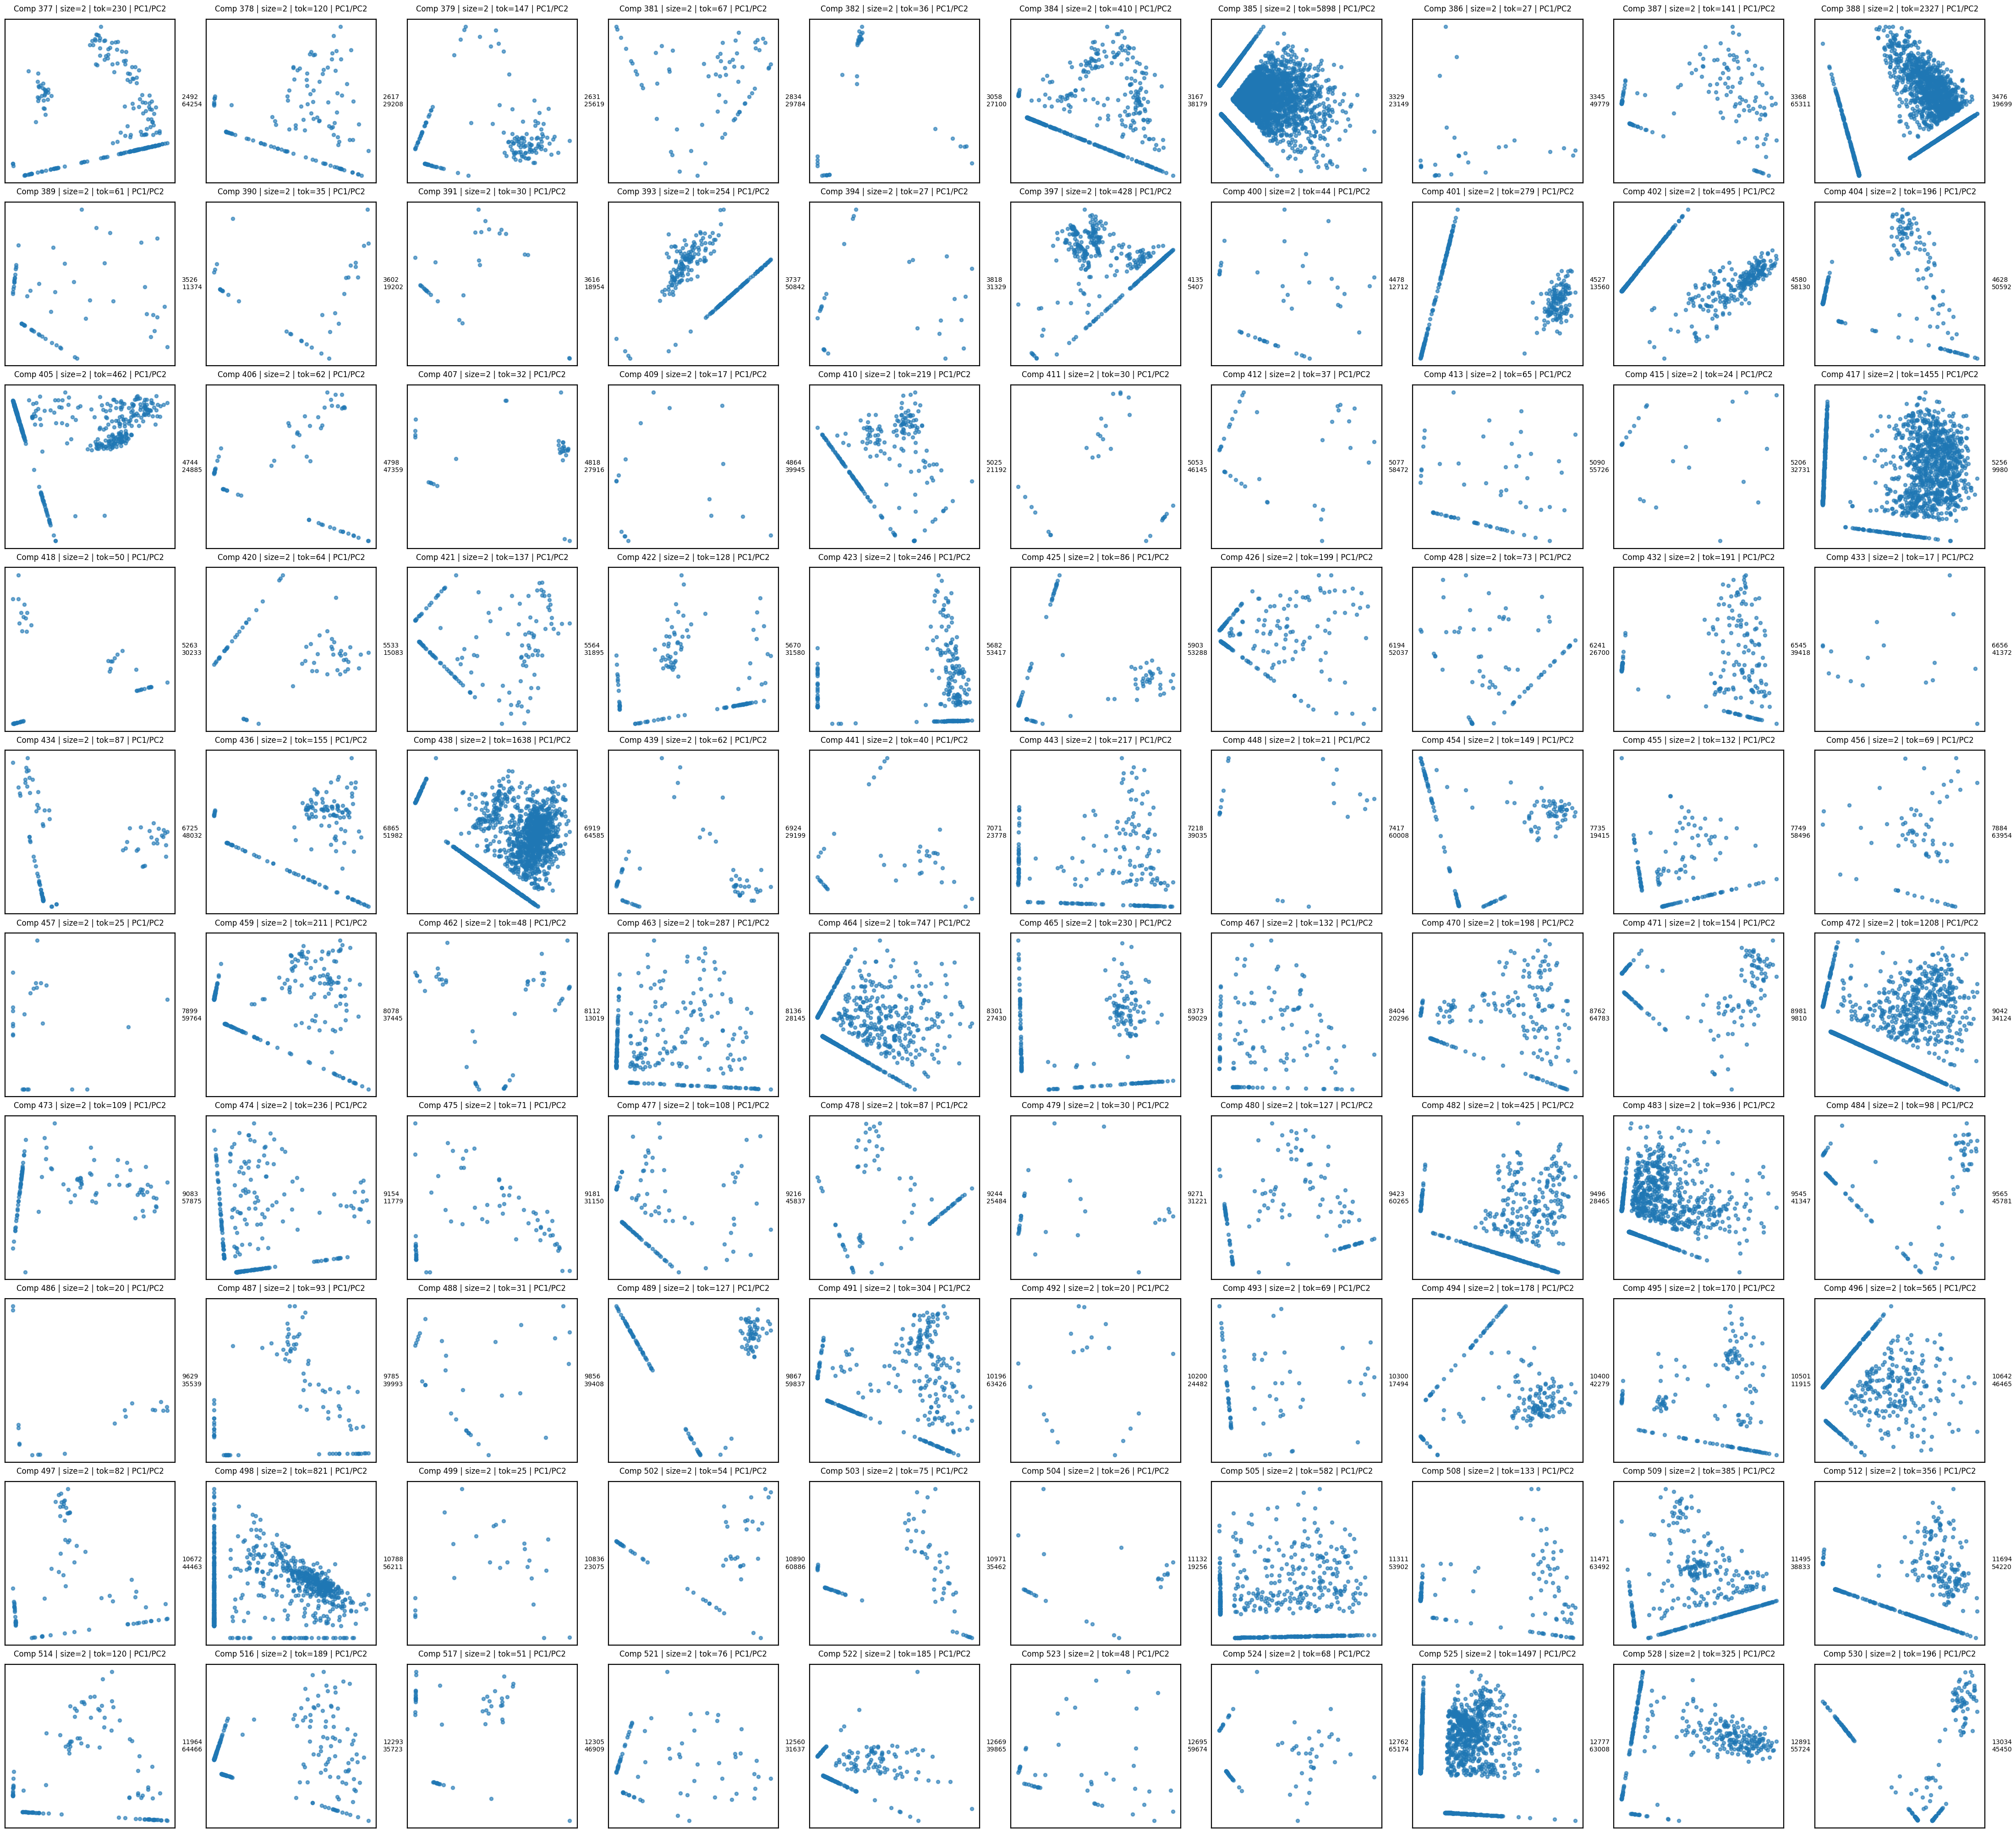 Comp 377 | size=2 | tok=230 | PC1/PC2
2492
64254
Comp 378 | size=2 | tok=120 | PC1/PC2
2617
29208
Comp 379 | size=2 | tok=147 | PC1/PC2
2631
25619
Comp 381 | size=2 | tok=67 | PC1/PC2
2834
29784
Comp 382 | size=2 | tok=36 | PC1/PC2
3058
27100
Comp 384 | size=2 | tok=410 | PC1/PC2
3167
38179
Comp 385 | size=2 | tok=5898 | PC1/PC2
3329
23149
Comp 386 | size=2 | tok=27 | PC1/PC2
3345
49779
Comp 387 | size=2 | tok=141 | PC1/PC2
3368
65311
Comp 388 | size=2 | tok=2327 | PC1/PC2
3476
19699
Comp 389 | size=2 | tok=61 | PC1/PC2
3526
11374
Comp 390 | size=2 | tok=35 | PC1/PC2
3602
19202
Comp 391 | size=2 | tok=30 | PC1/PC2
3616
18954
Comp 393 | size=2 | tok=254 | PC1/PC2
3737
50842
Comp 394 | size=2 | tok=27 | PC1/PC2
3818
31329
Comp 397 | size=2 | tok=428 | PC1/PC2
4135
5407
Comp 400 | size=2 | tok=44 | PC1/PC2
4478
12712
Comp 401 | size=2 | tok=279 | PC1/PC2
4527
13560
Comp 402 | size=2 | tok=495 | PC1/PC2
4580
58130
Comp 404 | size=2 | tok=196 | PC1/PC2
4628
50592
Comp 405 | size=2 | tok=462 | PC1/PC2
4744
24885
Comp 406 | size=2 | tok=62 | PC1/PC2
4798
47359
Comp 407 | size=2 | tok=32 | PC1/PC2
4818
27916
Comp 409 | size=2 | tok=17 | PC1/PC2
4864
39945
Comp 410 | size=2 | tok=219 | PC1/PC2
5025
21192
Comp 411 | size=2 | tok=30 | PC1/PC2
5053
46145
Comp 412 | size=2 | tok=37 | PC1/PC2
5077
58472
Comp 413 | size=2 | tok=65 | PC1/PC2
5090
55726
Comp 415 | size=2 | tok=24 | PC1/PC2
5206
32731
Comp 417 | size=2 | tok=1455 | PC1/PC2
5256
9980
Comp 418 | size=2 | tok=50 | PC1/PC2
5263
30233
Comp 420 | size=2 | tok=64 | PC1/PC2
5533
15083
Comp 421 | size=2 | tok=137 | PC1/PC2
5564
31895
Comp 422 | size=2 | tok=128 | PC1/PC2
5670
31580
Comp 423 | size=2 | tok=246 | PC1/PC2
5682
53417
Comp 425 | size=2 | tok=86 | PC1/PC2
5903
53288
Comp 426 | size=2 | tok=199 | PC1/PC2
6194
52037
Comp 428 | size=2 | tok=73 | PC1/PC2
6241
26700
Comp 432 | size=2 | tok=191 | PC1/PC2
6545
39418
Comp 433 | size=2 | tok=17 | PC1/PC2
6656
41372
Comp 434 | size=2 | tok=87 | PC1/PC2
6725
48032
Comp 436 | size=2 | tok=155 | PC1/PC2
6865
51982
Comp 438 | size=2 | tok=1638 | PC1/PC2
6919
64585
Comp 439 | size=2 | tok=62 | PC1/PC2
6924
29199
Comp 441 | size=2 | tok=40 | PC1/PC2
7071
23778
Comp 443 | size=2 | tok=217 | PC1/PC2
7218
39035
Comp 448 | size=2 | tok=21 | PC1/PC2
7417
60008
Comp 454 | size=2 | tok=149 | PC1/PC2
7735
19415
Comp 455 | size=2 | tok=132 | PC1/PC2
7749
58496
Comp 456 | size=2 | tok=69 | PC1/PC2
7884
63954
Comp 457 | size=2 | tok=25 | PC1/PC2
7899
59764
Comp 459 | size=2 | tok=211 | PC1/PC2
8078
37445
Comp 462 | size=2 | tok=48 | PC1/PC2
8112
13019
Comp 463 | size=2 | tok=287 | PC1/PC2
8136
28145
Comp 464 | size=2 | tok=747 | PC1/PC2
8301
27430
Comp 465 | size=2 | tok=230 | PC1/PC2
8373
59029
Comp 467 | size=2 | tok=132 | PC1/PC2
8404
20296
Comp 470 | size=2 | tok=198 | PC1/PC2
8762
64783
Comp 471 | size=2 | tok=154 | PC1/PC2
8981
9810
Comp 472 | size=2 | tok=1208 | PC1/PC2
9042
34124
Comp 473 | size=2 | tok=109 | PC1/PC2
9083
57875
Comp 474 | size=2 | tok=236 | PC1/PC2
9154
11779
Comp 475 | size=2 | tok=71 | PC1/PC2
9181
31150
Comp 477 | size=2 | tok=108 | PC1/PC2
9216
45837
Comp 478 | size=2 | tok=87 | PC1/PC2
9244
25484
Comp 479 | size=2 | tok=30 | PC1/PC2
9271
31221
Comp 480 | size=2 | tok=127 | PC1/PC2
9423
60265
Comp 482 | size=2 | tok=425 | PC1/PC2
9496
28465
Comp 483 | size=2 | tok=936 | PC1/PC2
9545
41347
Comp 484 | size=2 | tok=98 | PC1/PC2
9565
45781
Comp 486 | size=2 | tok=20 | PC1/PC2
9629
35539
Comp 487 | size=2 | tok=93 | PC1/PC2
9785
39993
Comp 488 | size=2 | tok=31 | PC1/PC2
9856
39408
Comp 489 | size=2 | tok=127 | PC1/PC2
9867
59837
Comp 491 | size=2 | tok=304 | PC1/PC2
10196
63426
Comp 492 | size=2 | tok=20 | PC1/PC2
10200
24482
Comp 493 | size=2 | tok=69 | PC1/PC2
10300
17494
Comp 494 | size=2 | tok=178 | PC1/PC2
10400
42279
Comp 495 | size=2 | tok=170 | PC1/PC2
10501
11915
Comp 496 | size=2 | tok=565 | PC1/PC2
10642
46465
Comp 497 | size=2 | tok=82 | PC1/PC2
10672
44463
Comp 498 | size=2 | tok=821 | PC1/PC2
10788
56211
Comp 499 | size=2 | tok=25 | PC1/PC2
10836
23075
Comp 502 | size=2 | tok=54 | PC1/PC2
10890
60886
Comp 503 | size=2 | tok=75 | PC1/PC2
10971
35462
Comp 504 | size=2 | tok=26 | PC1/PC2
11132
19256
Comp 505 | size=2 | tok=582 | PC1/PC2
11311
53902
Comp 508 | size=2 | tok=133 | PC1/PC2
11471
63492
Comp 509 | size=2 | tok=385 | PC1/PC2
11495
38833
Comp 512 | size=2 | tok=356 | PC1/PC2
11694
54220
Comp 514 | size=2 | tok=120 | PC1/PC2
11964
64466
Comp 516 | size=2 | tok=189 | PC1/PC2
12293
35723
Comp 517 | size=2 | tok=51 | PC1/PC2
12305
46909
Comp 521 | size=2 | tok=76 | PC1/PC2
12560
31637
Comp 522 | size=2 | tok=185 | PC1/PC2
12669
39865
Comp 523 | size=2 | tok=48 | PC1/PC2
12695
59674
Comp 524 | size=2 | tok=68 | PC1/PC2
12762
65174
Comp 525 | size=2 | tok=1497 | PC1/PC2
12777
63008
Comp 528 | size=2 | tok=325 | PC1/PC2
12891
55724
Comp 530 | size=2 | tok=196 | PC1/PC2
13034
45450